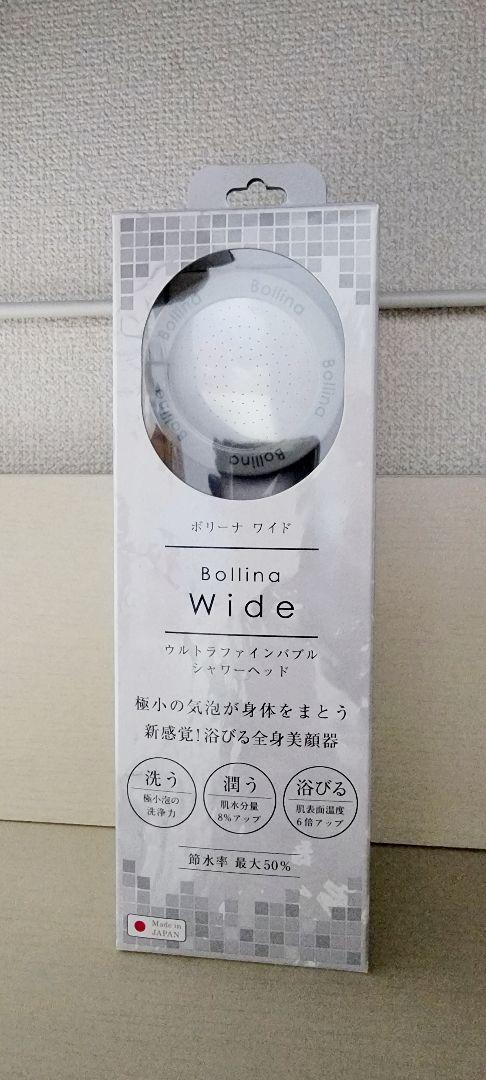 Bollina
Bollina
Bollina
Bollina
Bollina
ボリーナ ワイド
Bollina
Wide
ウルトラファインバブル
シャワーヘッド
極小の気泡が身体をまとう
新感覚!浴びる全身美顔器
洗う
極小泡の
洗浄力
潤う
肌水分量
8%アップ
浴びる
肌表面温度
6倍アップ
節水率 最大50%
Made in
JAPAN